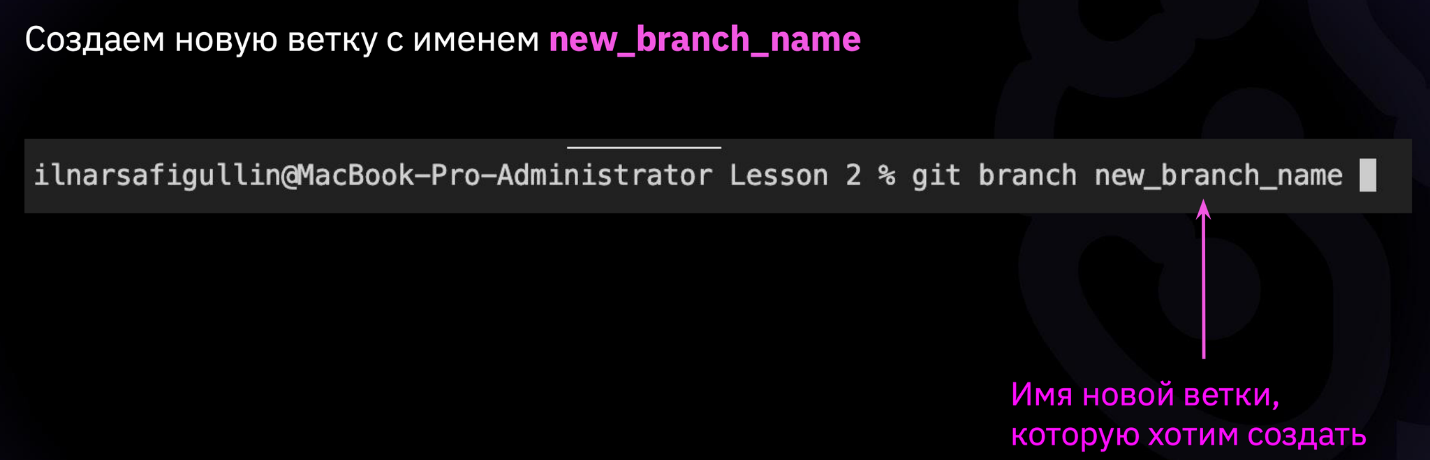 Создаем новую ветку с именем new_branch_name
ilnarsafigullin@MacBook-Pro-Administrator Lesson 2 % git branch new_branch_name
Имя новой ветки,
которую хотим создать